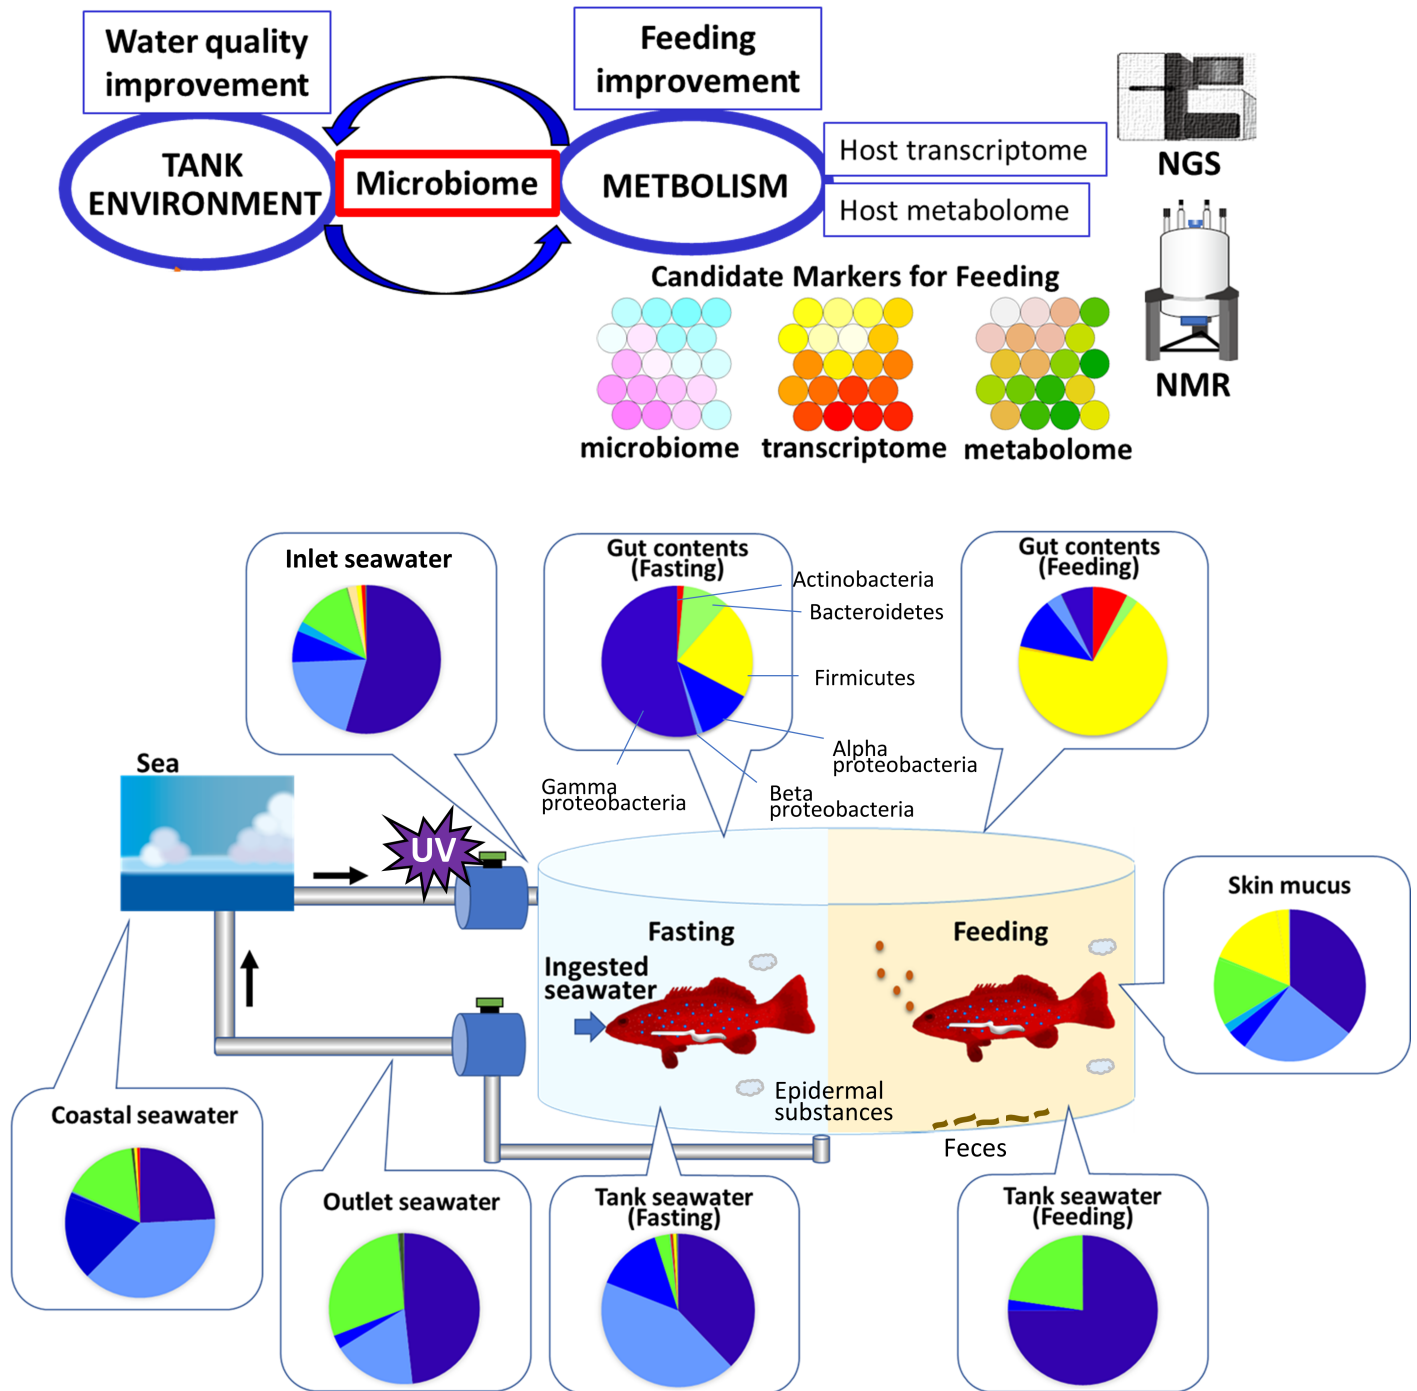 Water quality
improvement
Feeding
improvement
TANK
ENVIRONMENT
Microbiome
METBOLISM
Host transcriptome
Host metabolome
NGS
NMR
Candidate Markers for Feeding
microbiome
transcriptome
metabolome
Inlet seawater
Gut contents
(Fasting)
Actinobacteria
Bacteroidetes
Firmicutes
Alpha
proteobacteria
Beta
proteobacteria
Gamma
proteobacteria
Gut contents
(Feeding)
Sea
UV
Fasting
Ingested
seawater
Feeding
Skin mucus
Epidermal
substances
Feces
Coastal seawater
Outlet seawater
Tank seawater
(Fasting)
Tank seawater
(Feeding)